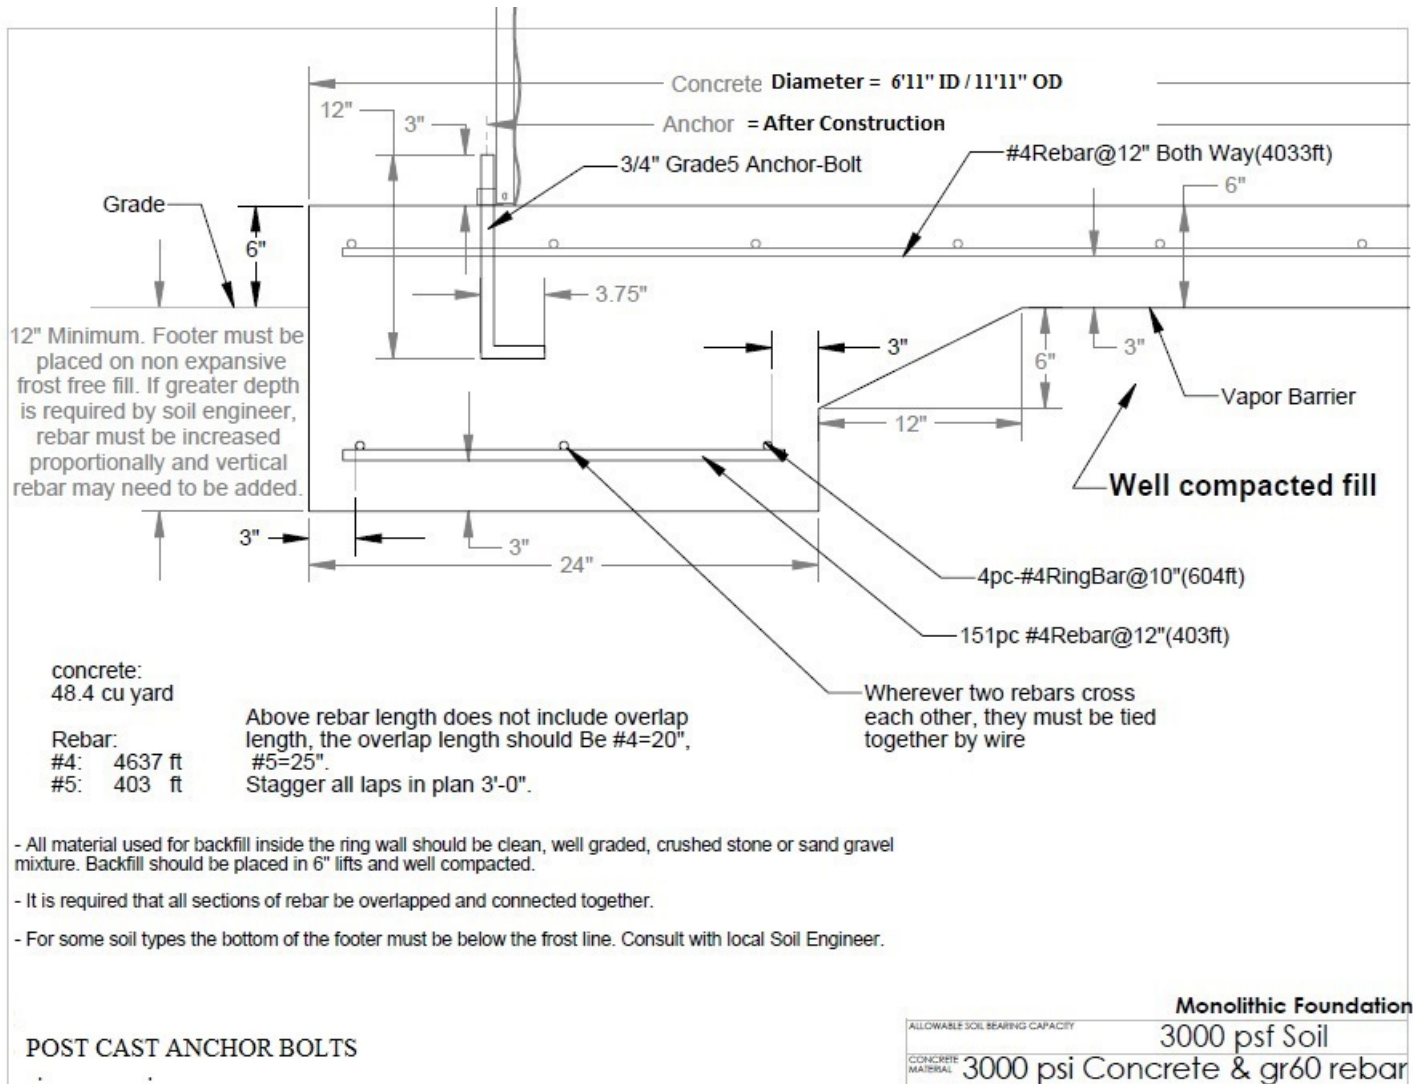 Concrete Diameter = 6'11" ID / 11'11" OD
12"
3"
Anchor = After Construction
#4Rebar@12" Both Way(4033ft)
3/4" Grade5 Anchor-Bolt
6"
Grade
6"
3.75"
12" Minimum. Footer must be
placed on non expansive
frost free fill. If greater depth
is required by soil engineer,
rebar must be increased
proportionally and vertical
rebar may need to be added.
3"
6"
3"
Vapor Barrier
12"
Well compacted fill
3"
3"
24"
4pc-#4RingBar@10"(604ft)
151pc #4Rebar@12"(403ft)
Wherever two rebars cross
each other, they must be tied
together by wire
concrete:
48.4 cu yard
Rebar:
#4: 4637 ft
#5: 403 ft
Above rebar length does not include overlap
length, the overlap length should Be #4=20",
#5=25".
Stagger all laps in plan 3'-0".
- All material used for backfill inside the ring wall should be clean, well graded, crushed stone or sand gravel
mixture. Backfill should be placed in 6" lifts and well compacted.
- It is required that all sections of rebar be overlapped and connected together.
- For some soil types the bottom of the footer must be below the frost line. Consult with local Soil Engineer.
POST CAST ANCHOR BOLTS
Monolithic Foundation
ALLOWABLE SOIL BEARING CAPACITY
3000 psf Soil
CONCRETE
MATERIAL
3000 psi Concrete & gr60 rebar